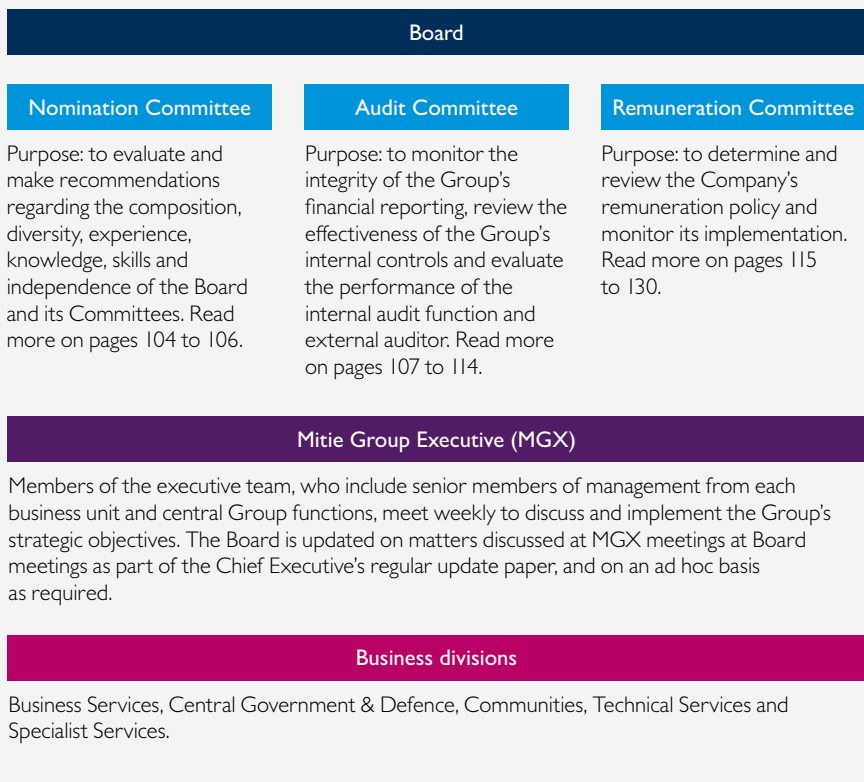 Board
Nomination Committee
Purpose: to evaluate and
make recommendations
regarding the composition,
diversity, experience,
knowledge, skills and
independence of the Board
and its Committees. Read
more on pages 104 to 106.
Audit Committee
Purpose: to monitor the
integrity of the Group’s
financial reporting, review the
effectiveness of the Group’s
internal controls and evaluate
the performance of the
internal audit function and
external auditor. Read more
on pages 107 to 114.
Remuneration Committee
Purpose: to determine and
review the Company’s
remuneration policy and
monitor its implementation.
Read more on pages 115
to 130.
Mitie Group Executive (MGX)
Members of the executive team, who include senior members of management from each
business unit and central Group functions, meet weekly to discuss and implement the Group’s
strategic objectives. The Board is updated on matters discussed at MGX meetings at Board
meetings as part of the Chief Executive’s regular update paper, and on an ad hoc basis
as required.
Business divisions
Business Services, Central Government & Defence, Communities, Technical Services and
Specialist Services.